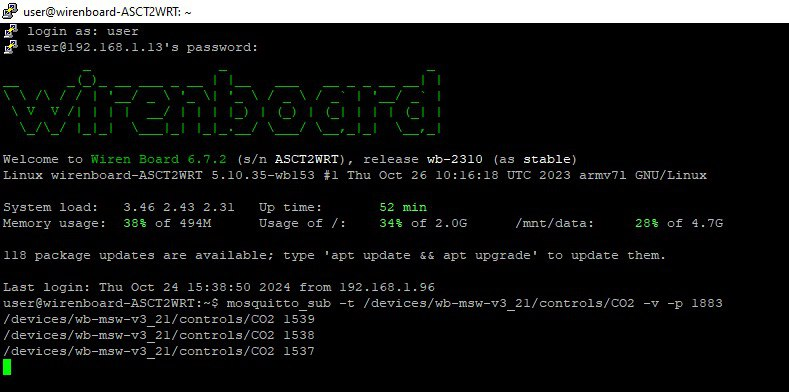 user@wirenboard-ASCT2WRT: ~
login as: user
user@192.168.1.13's password:
wirenboard
Welcome to Wiren Board 6.7.2 (s/n ASCT2WRT), release wb-2310 (as stable)
Linux wirenboard-ASCT2WRT 5.10.35-wb153 #1 Thu Oct 26 10:16:18 UTC 2023 armv7l GNU/Linux
System load: 3.46 2.43 2.31 Up time: 52 min
Memory usage: 38% of 494M Usage of /: 34% of 2.0G /mnt/data: 28% of 4.7G
118 package updates are available; type 'apt update && apt upgrade' to update them.
Last login: Thu Oct 24 15:38:50 2024 from 192.168.1.96
user@wirenboard-ASCT2WRT:~$ mosquitto_sub -t /devices/wb-msw-v3_21/controls/CO2 -v -p 1883
/devices/wb-msw-v3_21/controls/CO2 1539
/devices/wb-msw-v3_21/controls/CO2 1538
/devices/wb-msw-v3_21/controls/CO2 1537